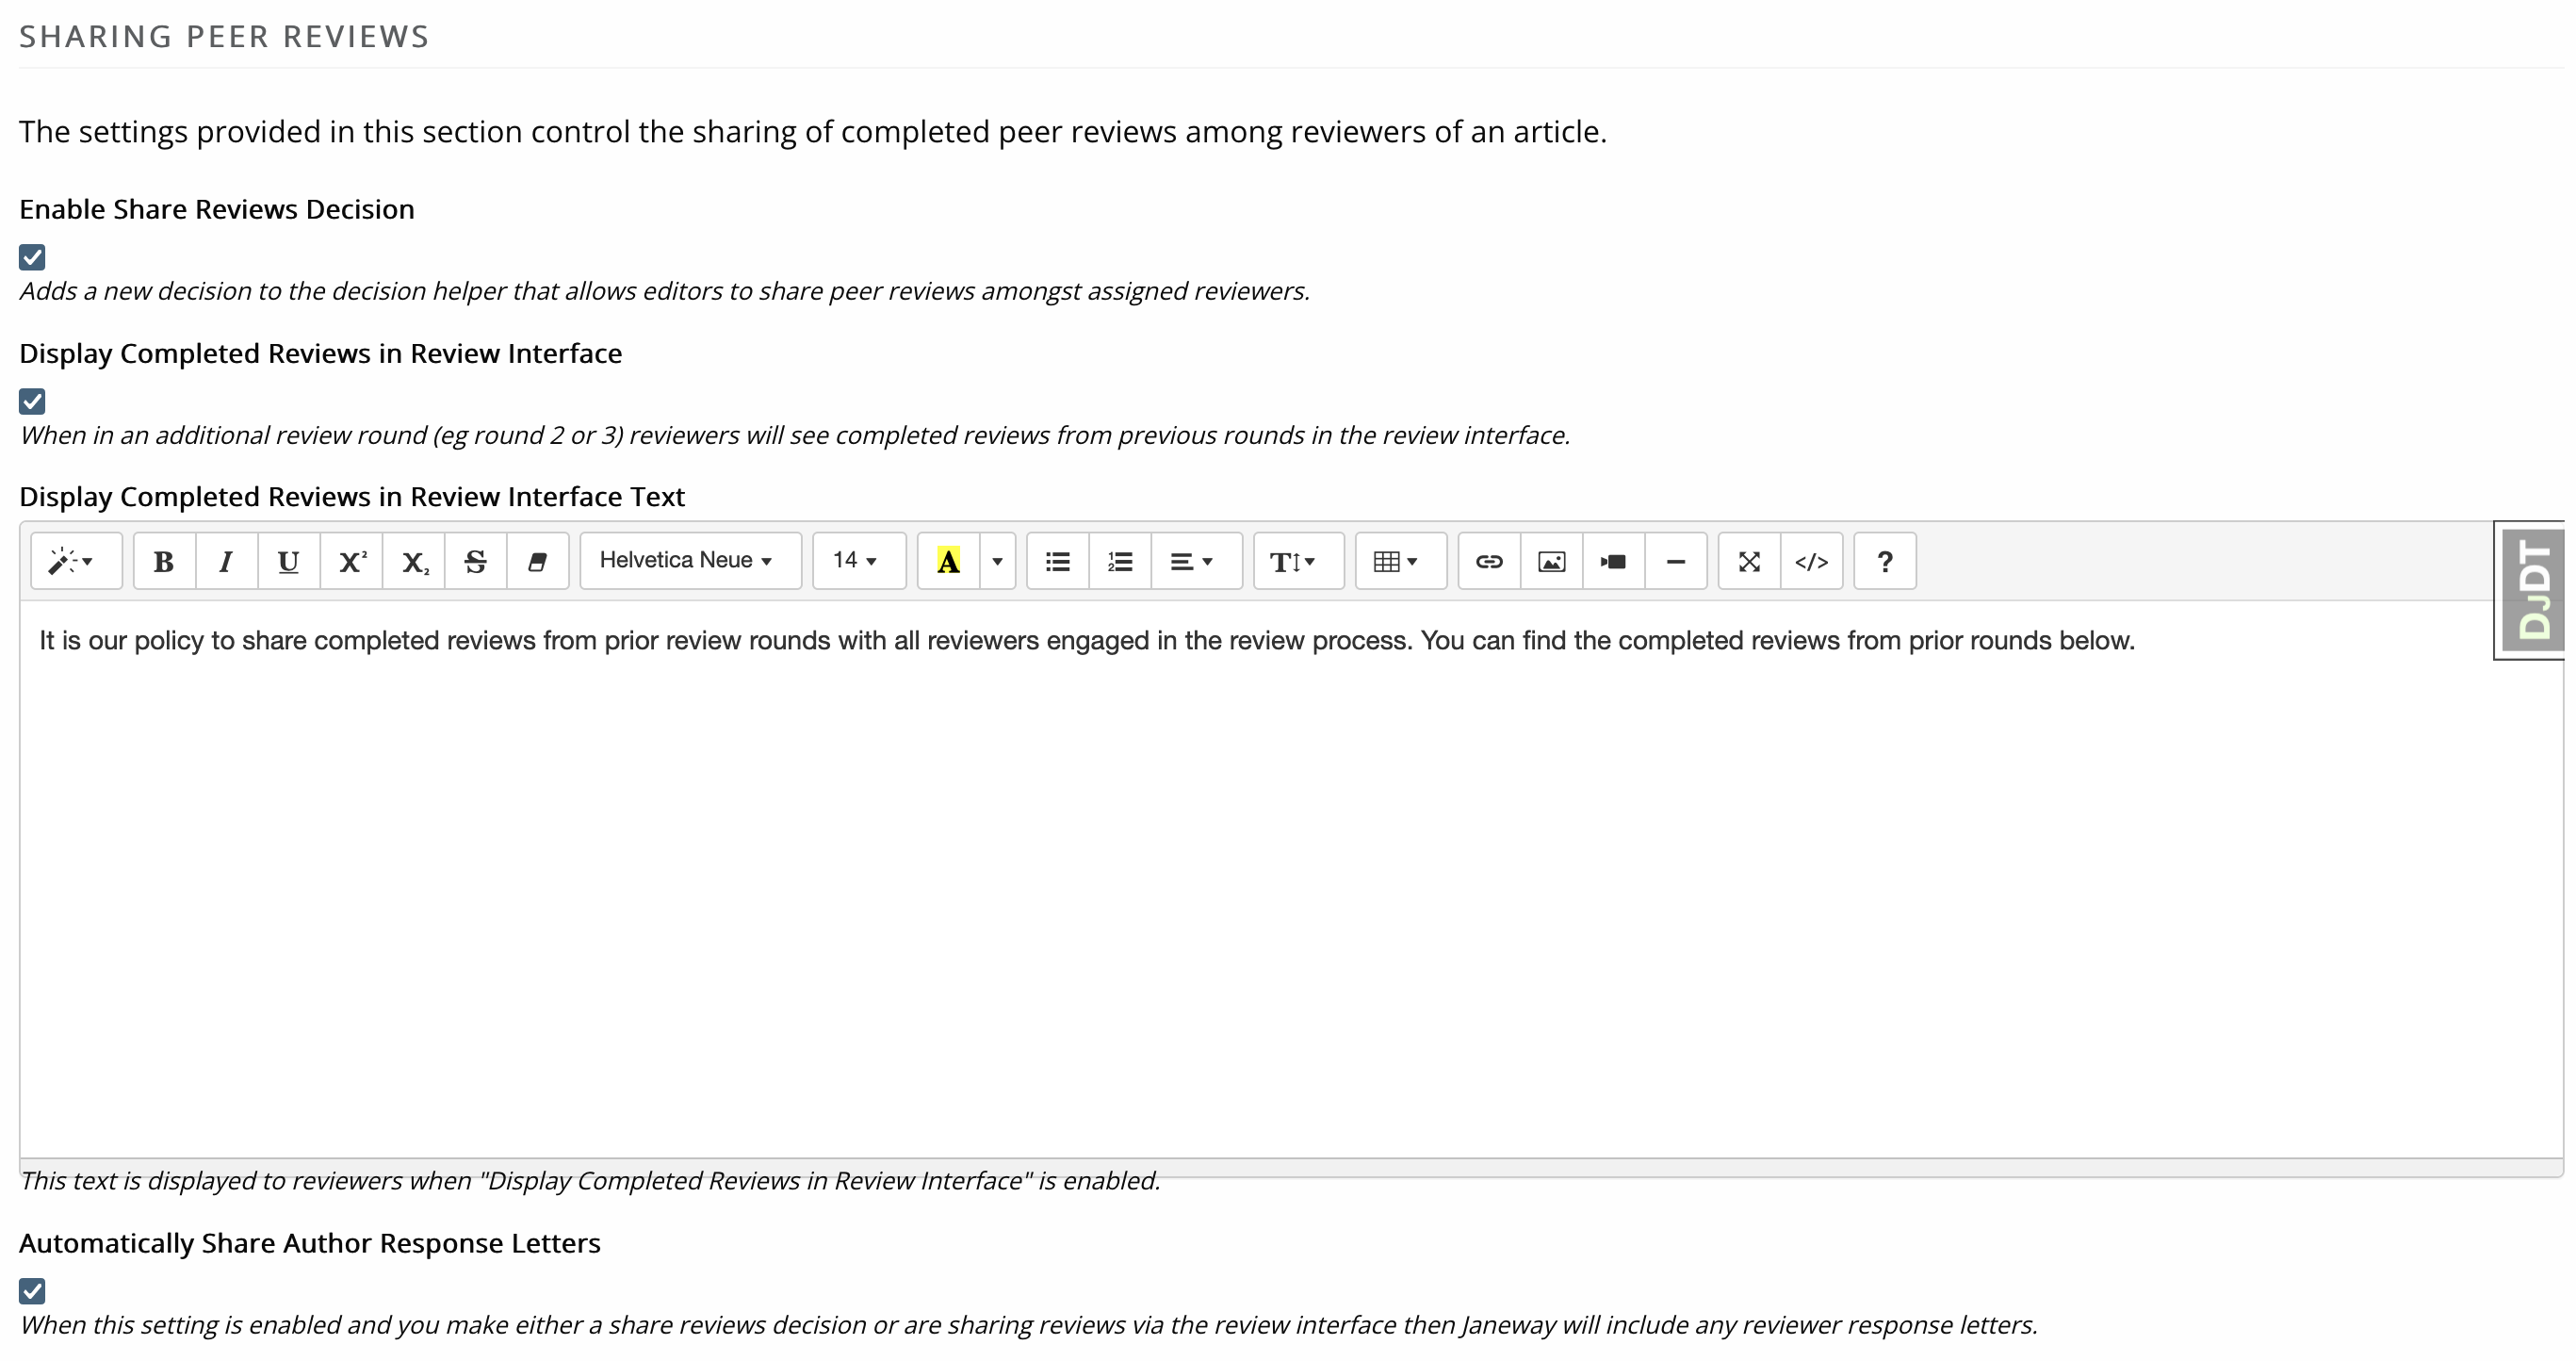 SHARING PEER REVIEWS
The settings provided in this section control the sharing of completed peer reviews among reviewers of an article.
Enable Share Reviews Decision
Adds a new decision to the decision helper that allows editors to share peer reviews amongst assigned reviewers.
Display Completed Reviews in Review Interface
When in an additional review round (eg round 2 or 3) reviewers will see completed reviews from previous rounds in the review interface.
Display Completed Reviews in Review Interface Text
B I U X² X₂ S Helvetica Neue 14 A T </> ?
DJDT
It is our policy to share completed reviews from prior review rounds with all reviewers engaged in the review process. You can find the completed reviews from prior rounds below.
This text is displayed to reviewers when "Display Completed Reviews in Review Interface" is enabled.
Automatically Share Author Response Letters
When this setting is enabled and you make either a share reviews decision or are sharing reviews via the review interface then Janeway will include any reviewer response letters.